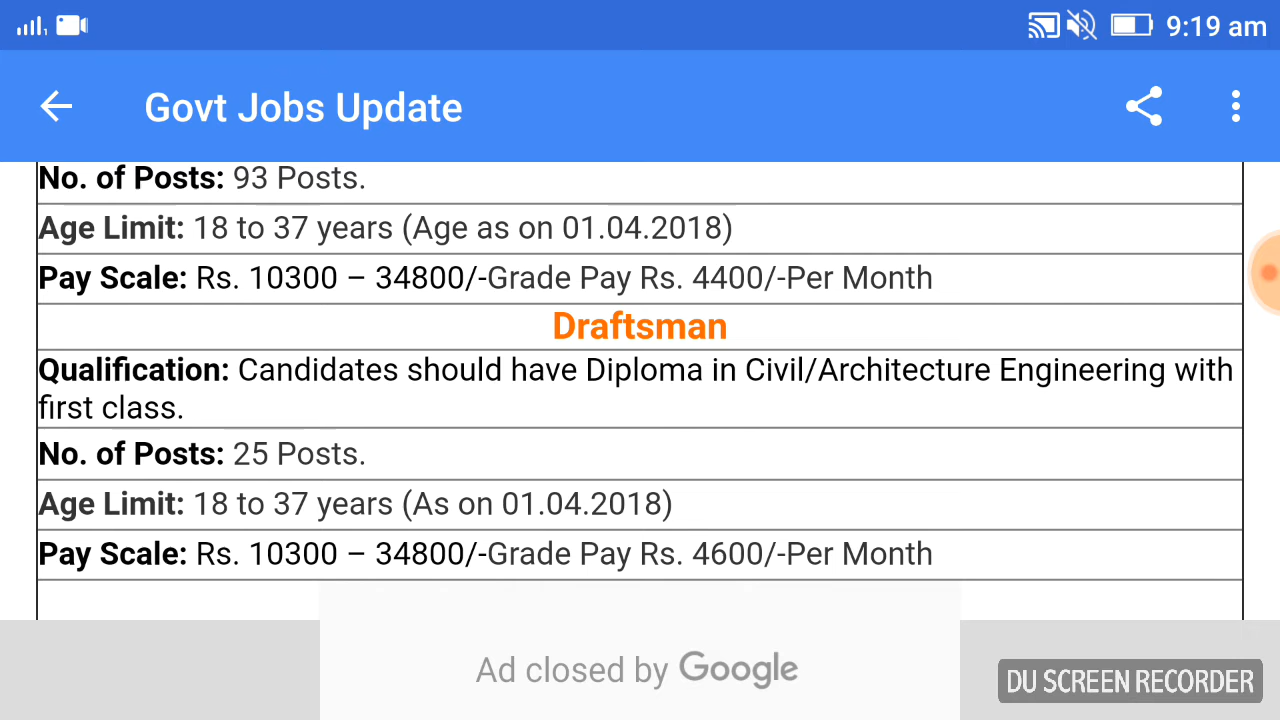 9:19 am
Govt Jobs Update
No. of Posts: 93 Posts.
Age Limit: 18 to 37 years (Age as on 01.04.2018)
Pay Scale: Rs. 10300 – 34800/-Grade Pay Rs. 4400/-Per Month
Draftsman
Qualification: Candidates should have Diploma in Civil/Architecture Engineering with
first class.
No. of Posts: 25 Posts.
Age Limit: 18 to 37 years (As on 01.04.2018)
Pay Scale: Rs. 10300 – 34800/-Grade Pay Rs. 4600/-Per Month
Ad closed by Google
DU SCREEN RECORDER